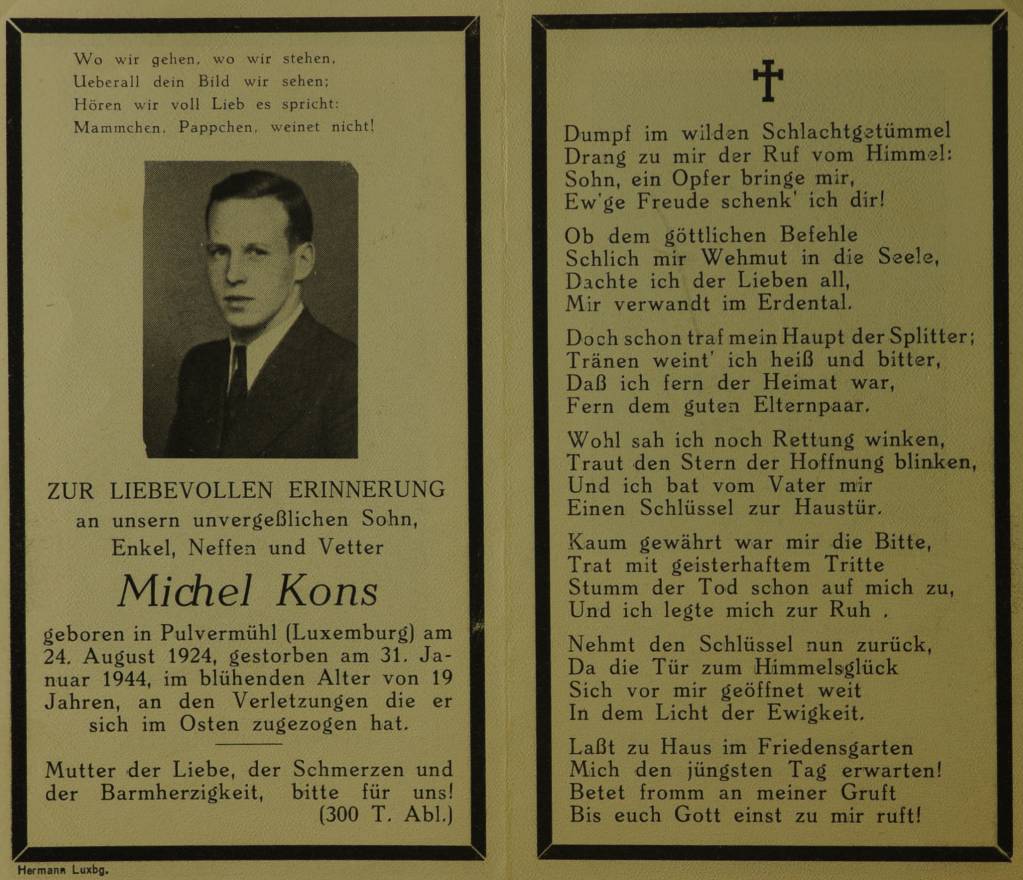 Wo wir gehen, wo wir stehen,
Ueberall dein Bild wir sehen;
Hören wir voll Lieb es spricht:
Mammchen, Pappchen, weinet nicht!
ZUR LIEBEVOLLEN ERINNERUNG
an unsern unvergeßlichen Sohn,
Enkel, Neffen und Vetter
Michel Kons
geboren in Pulvermühl (Luxemburg) am
24. August 1924, gestorben am 31. Ja-
nuar 1944, im blühenden Alter von 19
Jahren, an den Verletzungen die er
sich im Osten zugezogen hat.
Mutter der Liebe, der Schmerzen und
der Barmherzigkeit, bitte für uns!
(300 T. Abl.)
Hermann Luxbg.
Dumpf im wilden Schlachtgetümmel
Drang zu mir der Ruf vom Himmel:
Sohn, ein Opfer bringe mir,
Ew'ge Freude schenk' ich dir!
Ob dem göttlichen Befehle
Schlich mir Wehmut in die Seele,
Dachte ich der Lieben all,
Mir verwandt im Erdental.
Doch schon traf mein Haupt der Splitter;
Tränen weint' ich heiß und bitter,
Daß ich fern der Heimat war,
Fern dem guten Elternpaar.
Wohl sah ich noch Rettung winken,
Traut den Stern der Hoffnung blinken,
Und ich bat vom Vater mir
Einen Schlüssel zur Haustür.
Kaum gewährt war mir die Bitte,
Trat mit geisterhaftem Tritte
Stumm der Tod schon auf mich zu,
Und ich legte mich zur Ruh .
Nehmt den Schlüssel nun zurück,
Da die Tür zum Himmelsglück
Sich vor mir geöffnet weit
In dem Licht der Ewigkeit.
Laßt zu Haus im Friedensgarten
Mich den jüngsten Tag erwarten!
Betet fromm an meiner Gruft
Bis euch Gott einst zu mir ruft!